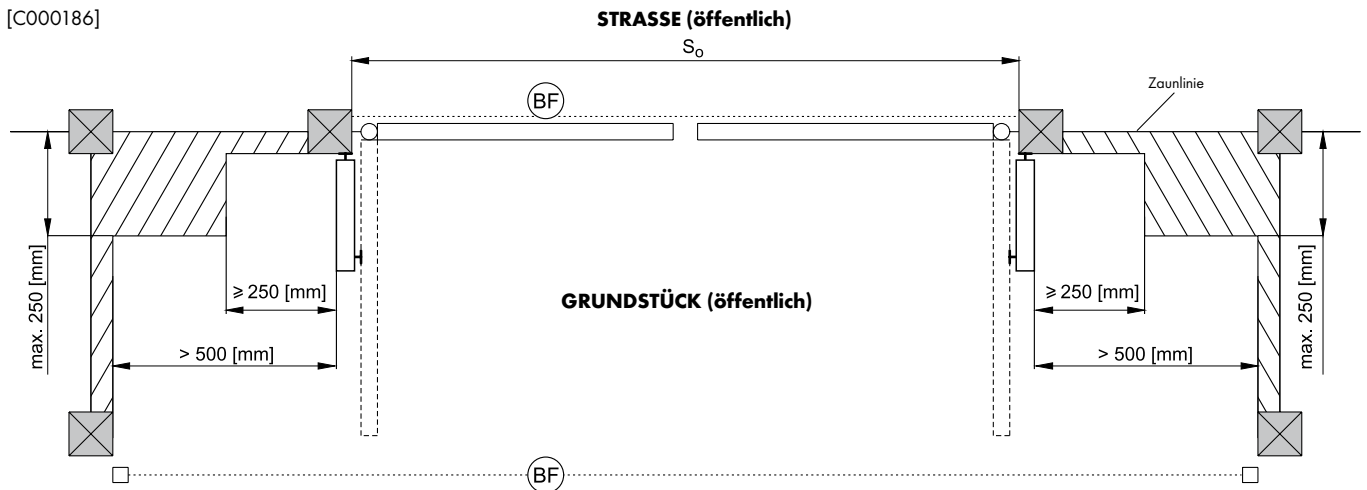 [C000186]
STRASSE (öffentlich)
So
BF
Zaunlinie
max. 250 [mm]
≥ 250 [mm]
> 500 [mm]
GRUNDSTÜCK (öffentlich)
≥ 250 [mm]
> 500 [mm]
max. 250 [mm]
BF